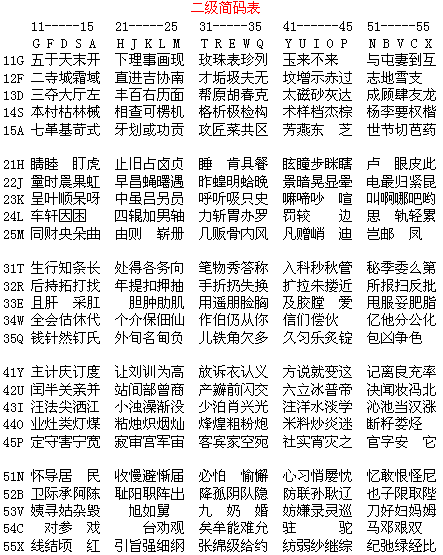 二级简码表
11-----15 21-----25 31-----35 41-----45 51-----55
G F D S A H J K L M T R E W Q Y U I O P N B V C X
11G 五于天末开 下理事画现 玫珠表珍列 玉来不来 与屯妻到互
12F 二寺城霜域 直进吉协南 才垢圾夫无 坟增示赤过 志地雪支
13D 三夺大厅左 丰百右历面 帮原胡春克 太磁砂灰达 成顾肆友龙
14S 本村枯林械 相查可楞机 格析极检构 术样档杰棕 杨李要权楷
15A 七革基苛式 牙划或功贡 攻匠菜共区 芳燕东 芝 世节切芭药
21H 睛睦 盯虎 止旧占卤贞 睡 肯具餐 眩瞳步眯瞎 卢 眼皮此
22J 量时晨果虹 早昌蝇曙遇 昨蝗明蛤晚 景暗晃显晕 电最归紧昆
23K 呈叶顺呆呀 中虽吕另员 呼听吸只史 嘛啼吵 喧 叫啊哪吧哟
24L 车轩因困 四辊加男轴 力斩胃办罗 罚较 边 思 轨轻累
25M 同财央朵曲 由则 崭册 几贩骨内风 凡赠峭 迪 岂邮 凤
31T 生行知条长 处得各务向 笔物秀答称 入科秒秋管 秘季委么第
32R 后持拓打找 年提扣押抽 手折扔失换 扩拉朱搂近 所报扫反批
33E 且肝 采肛 胆肿肋肌 用遥朋脸胸 及胶膛 爱 甩服妥肥脂
34W 全会估休代 个介保佃仙 作伯仍从你 信们偿伙 亿他分公化
35Q 钱针然钉氏 外旬名甸负 儿铁角欠多 久匀乐炙锭 包凶争色
41Y 主计庆订度 让刘训为高 放诉衣认义 方说就变这 记离良充率
42U 闰半关亲并 站间部曾商 产瓣前闪交 六立冰普帝 决闻妆冯北
43I 汪法尖洒江 小浊澡渐没 少泊肖兴光 注洋水淡学 沁池当汉涨
44O 业灶类灯煤 粘烛炽烟灿 烽煌粗粉炮 米料炒炎迷 断籽娄烃
45P 定守害宁宽 寂审宫军宙 客宾家空宛 社实宵灾之 官字安 它
51N 怀导居 民 收慢避惭届 必怕 愉懈 心习悄屡忱 忆敢恨怪尼
52B 卫际承阿陈 耻阳职阵出 降孤阴队隐 防联孙耿辽 也子限取陛
53V 姨寻姑杂毁 旭如舅 九 奶 婚 妨嫌录灵巡 刀好妇妈姆
54C 对参 戏 台劝观 矣牟能难允 驻 驼 马邓艰双
55X 线结顷 红 引旨强细纲 张绵级给约 纺弱纱继综 纪弛绿经比